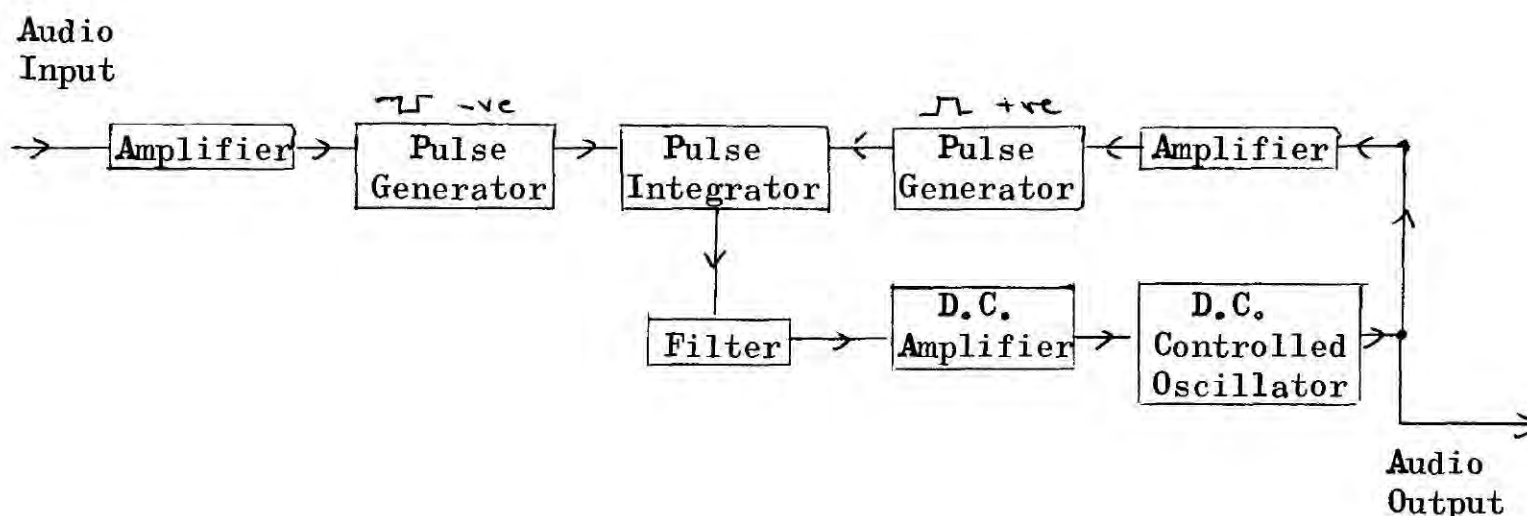 Audio
Input
-ve
+ve
Amplifier
Pulse
Generator
Pulse
Integrator
Pulse
Generator
Amplifier
Filter
D.C.
Amplifier
D.C.
Controlled
Oscillator
Audio
Output